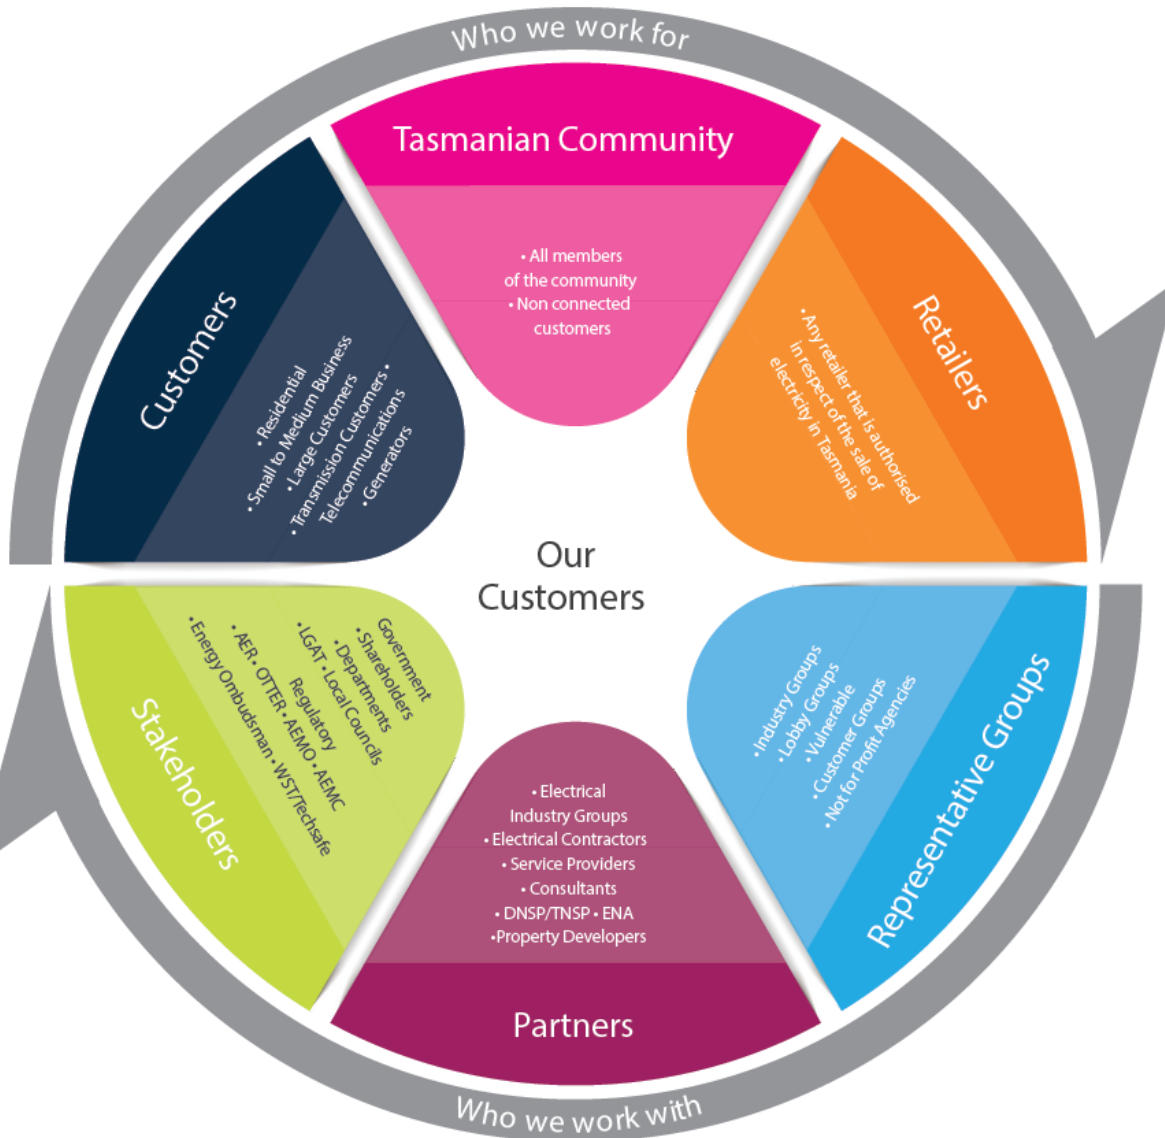 Who we work for
Tasmanian Community
• All members
of the community
• Non connected
customers
Retailers
• Any retailer that is authorised
in respect of the sale of
electricity in Tasmania
Representative Groups
• Industry Groups
• Lobby Groups
• Vulnerable
• Customer Groups
• Not for Profit Agencies
Partners
• Electrical
Industry Groups
• Electrical Contractors
• Service Providers
• Consultants
• DNSP/TNSP • ENA
•Property Developers
Stakeholders
Government
• Shareholders
• Departments
• LGAT • Local Councils
Regulatory
• AER • OTTER • AEMO • AEMC
• Energy Ombudsman • WST/Techsafe
Customers
• Residential
• Small to Medium Business
• Large Customers
• Transmission Customers •
Telecommunications
• Generators
Our
Customers
Who we work with